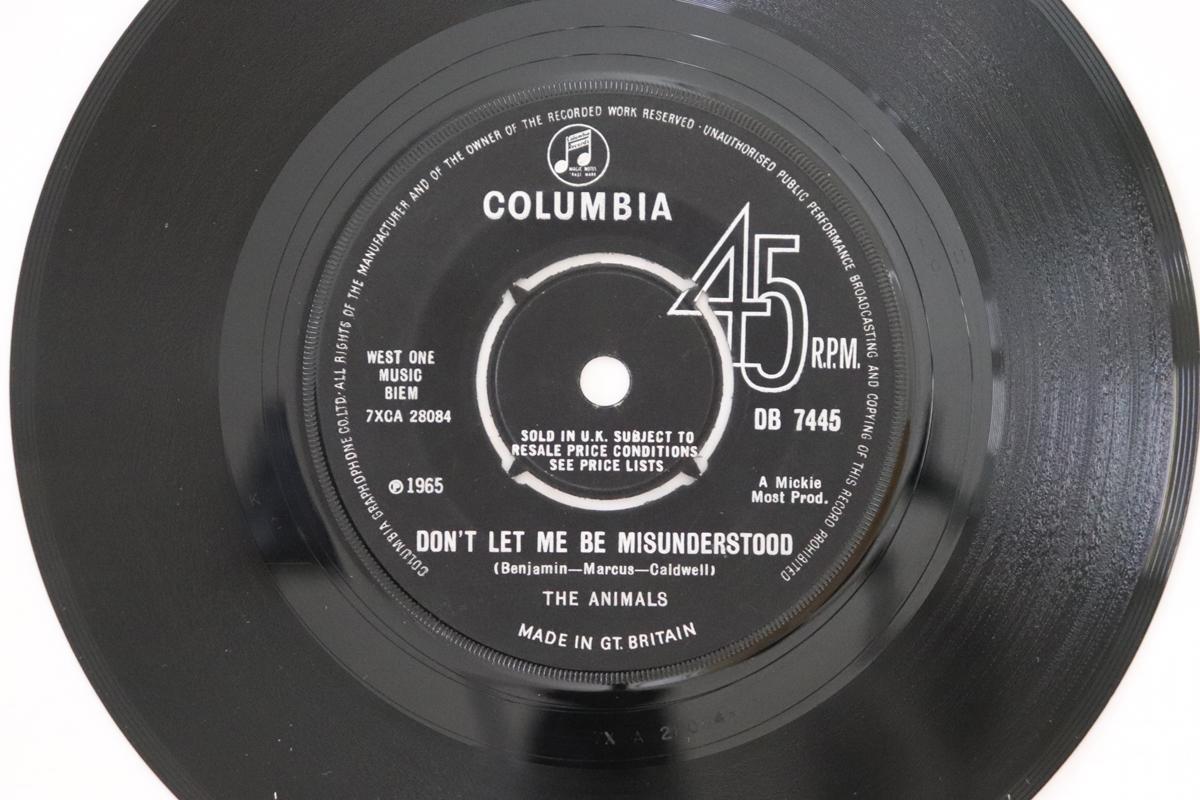 COLUMBIA GRAPHOPHONE CO. LTD · ALL RIGHTS OF THE MANUFACTURER AND OF THE OWNER OF THE RECORDED WORK RESERVED · UNAUTHORISED PUBLIC PERFORMANCE BROADCASTING AND COPYING OF THIS RECORD PROHIBITED
MAGIC NOTES
COLUMBIA
45
R.P.M.
WEST ONE
MUSIC
BIEM
7XCA 28084
DB 7445
SOLD IN U.K. SUBJECT TO
RESALE PRICE CONDITIONS
SEE PRICE LISTS
℗ 1965
A Mickie
Most Prod.
DON'T LET ME BE MISUNDERSTOOD
(Benjamin—Marcus—Caldwell)
THE ANIMALS
MADE IN GT. BRITAIN